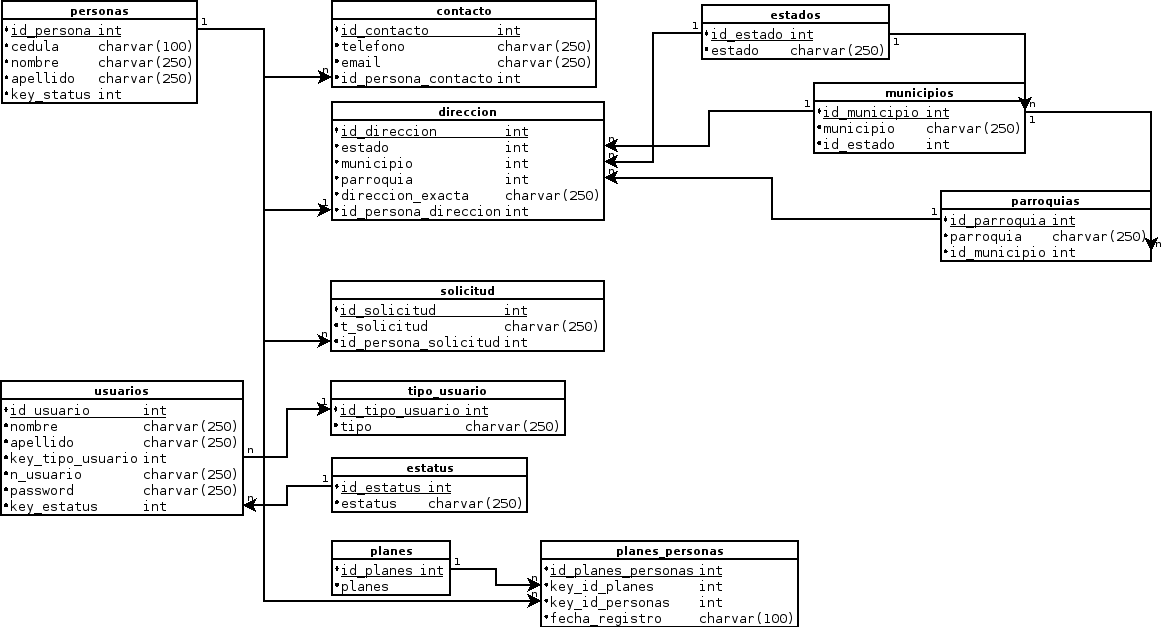 personas
id_persona int
cedula charvar(100)
nombre charvar(250)
apellido charvar(250)
key_status int
1
contacto
id_contacto int
telefono charvar(250)
email charvar(250)
id_persona_contacto int
n
direccion
id_direccion int
estado int
municipio int
parroquia int
direccion_exacta charvar(250)
id_persona_direccion int
1
n
n
n
estados
id_estado int
estado charvar(250)
1
1
municipios
id_municipio int
municipio charvar(250)
id_estado int
1
n
1
parroquias
id_parroquia int
parroquia charvar(250)
id_municipio int
1
n
solicitud
id_solicitud int
t_solicitud charvar(250)
id_persona_solicitud int
n
usuarios
id_usuario int
nombre charvar(250)
apellido charvar(250)
key_tipo_usuario int
n_usuario charvar(250)
password charvar(250)
key_estatus int
n
n
tipo_usuario
id_tipo_usuario int
tipo charvar(250)
1
estatus
id_estatus int
estatus charvar(250)
1
planes
id_planes int
planes
1
planes_personas
id_planes_personas int
key_id_planes int
key_id_personas int
fecha_registro charvar(100)
n
n